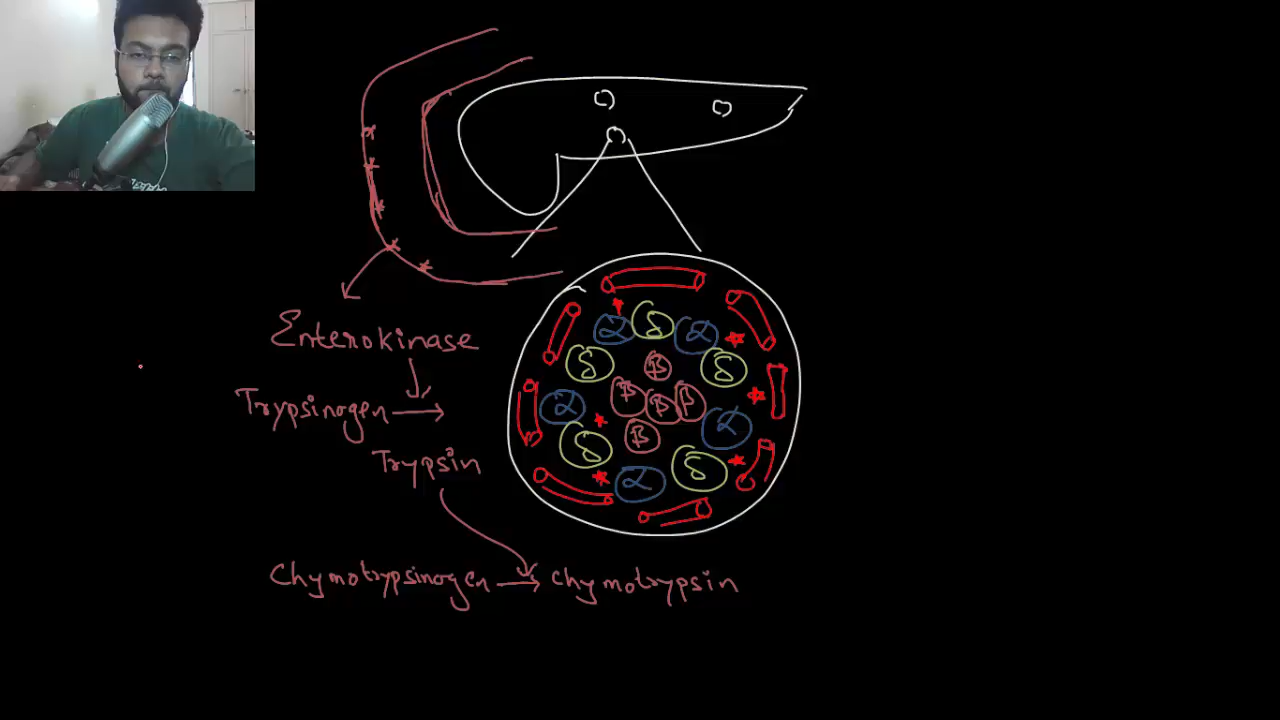 Enterokinase
Trypsinogen
Trypsin
Chymotrypsinogen
chymotrypsin
α δ α
δ β δ
β β β
α α
δ β δ
α